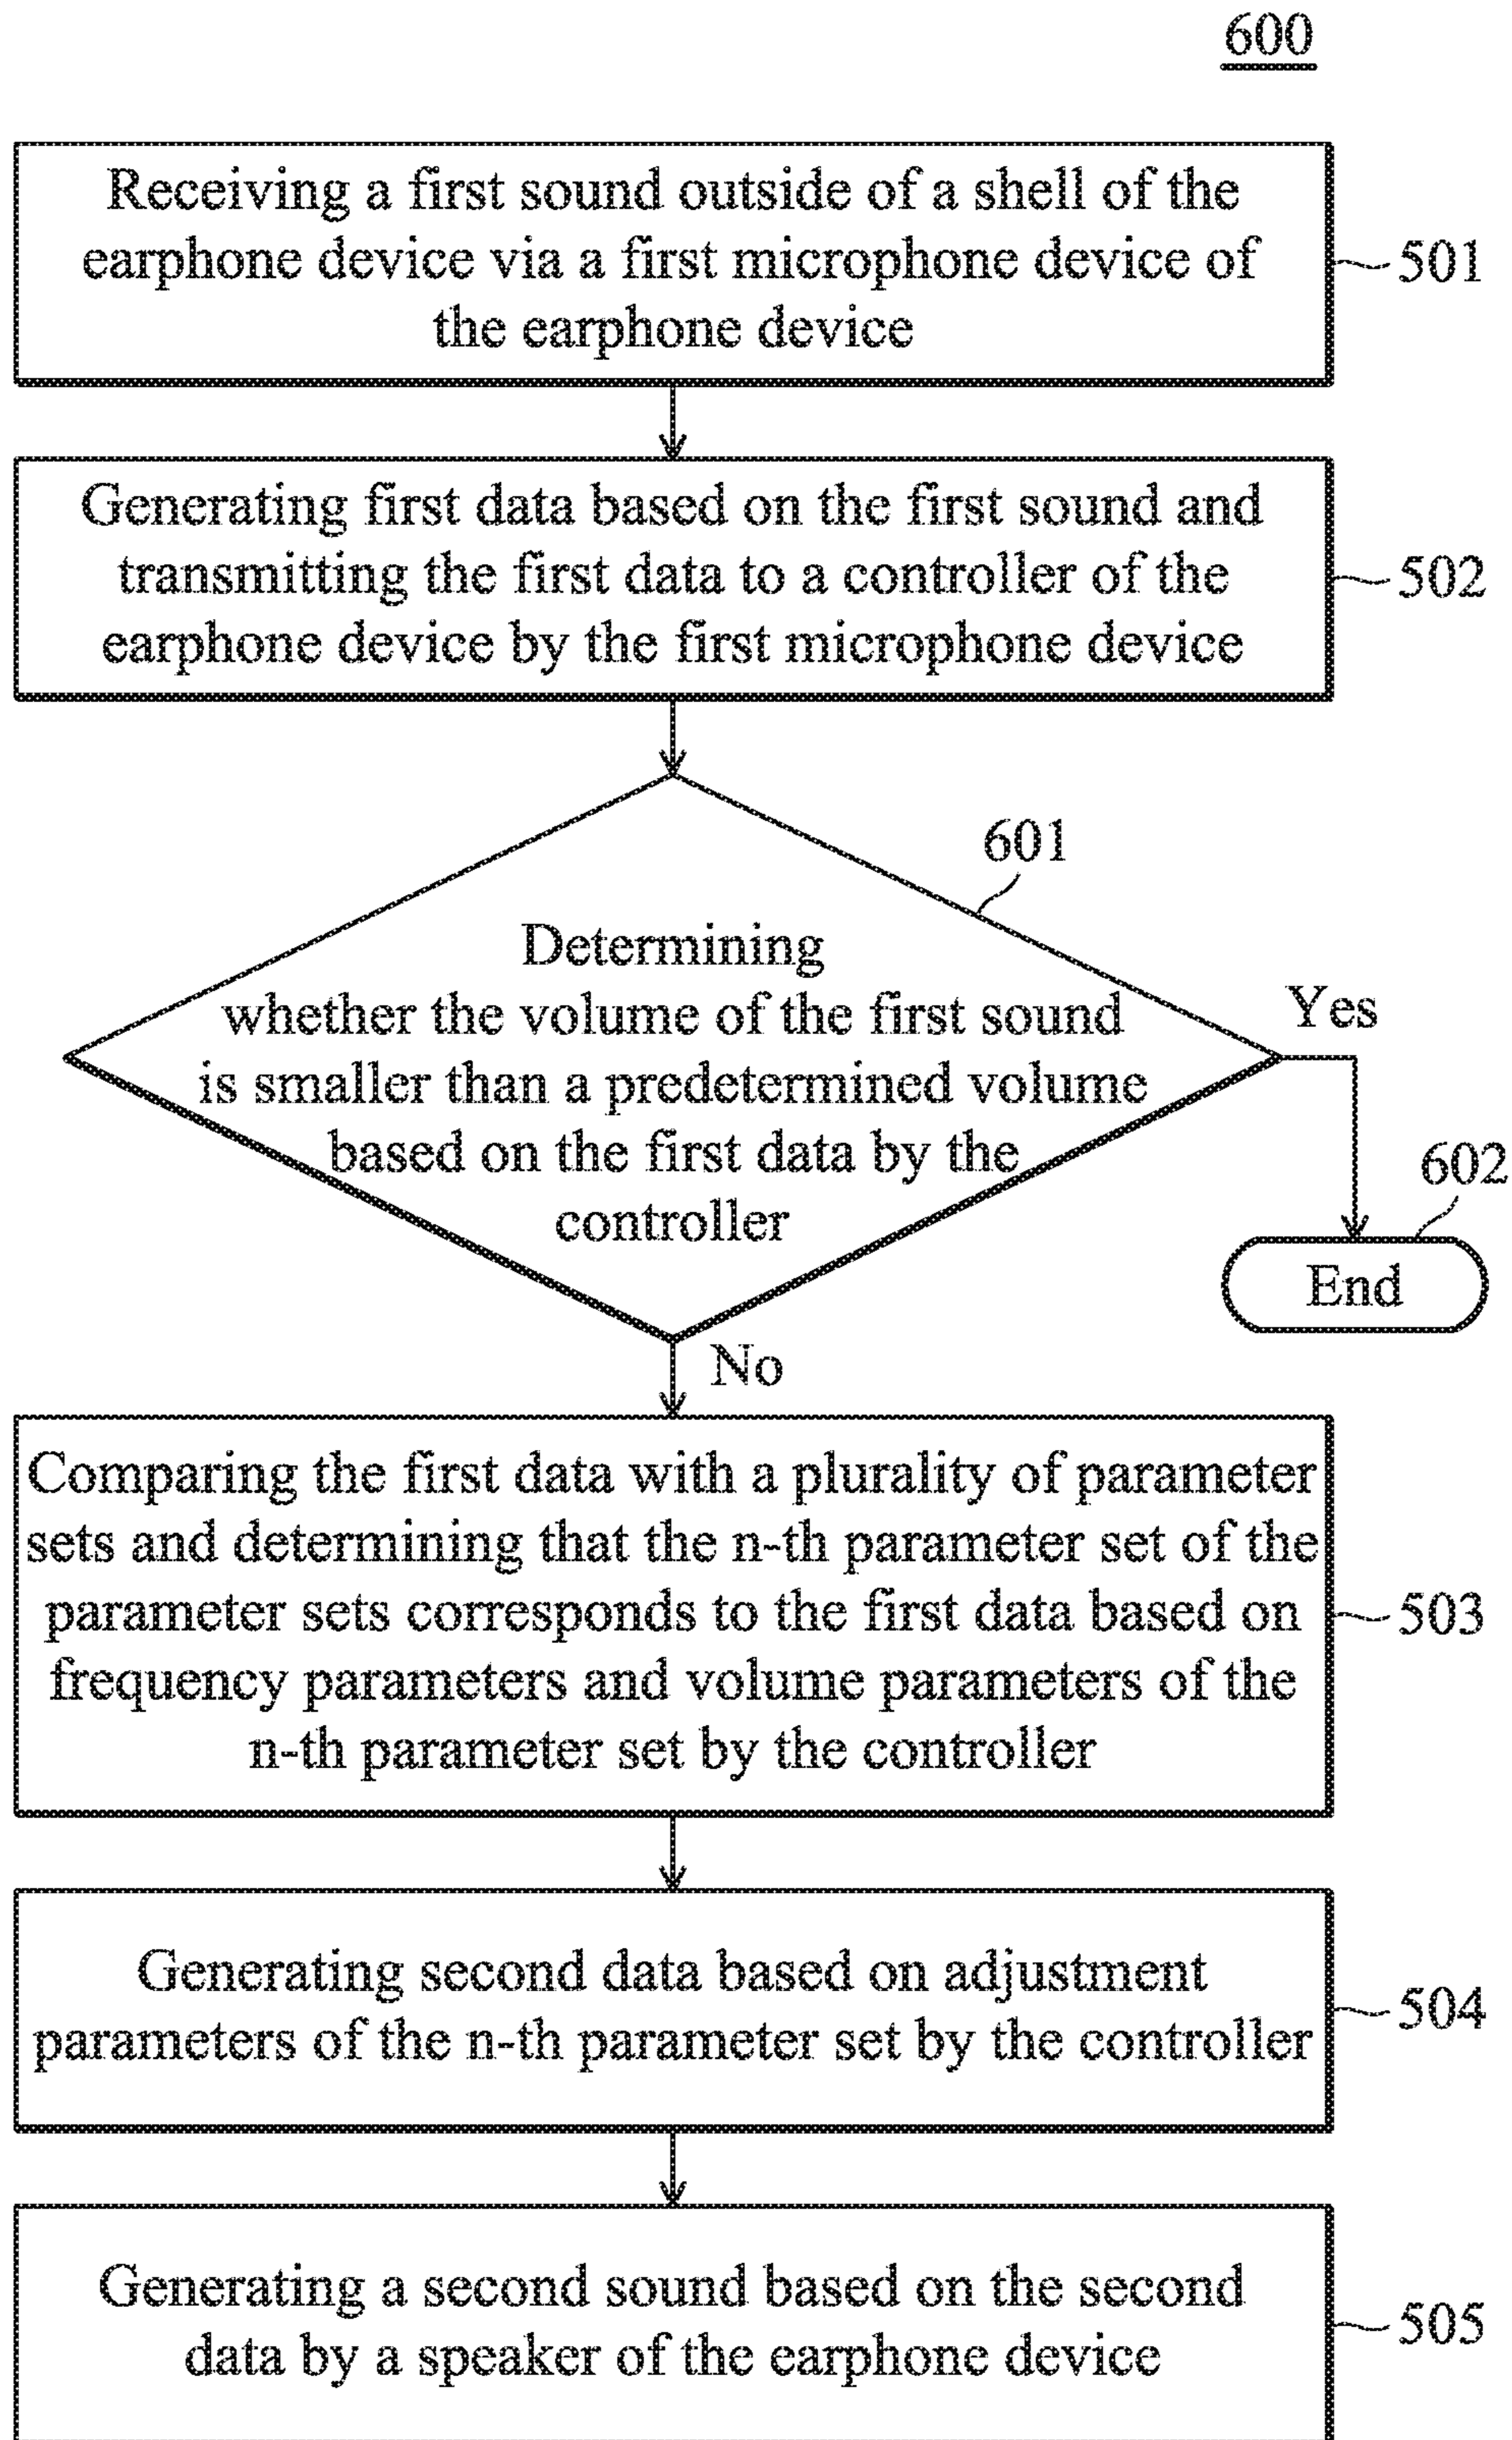 600
Receiving a first sound outside of a shell of the
earphone device via a first microphone device of
the earphone device
501
Generating first data based on the first sound and
transmitting the first data to a controller of the
earphone device by the first microphone device
502
601
Determining
whether the volume of the first sound
is smaller than a predetermined volume
based on the first data by the
controller
Yes
602
End
No
Comparing the first data with a plurality of parameter
sets and determining that the n-th parameter set of the
parameter sets corresponds to the first data based on
frequency parameters and volume parameters of the
n-th parameter set by the controller
503
Generating second data based on adjustment
parameters of the n-th parameter set by the controller
504
Generating a second sound based on the second
data by a speaker of the earphone device
505